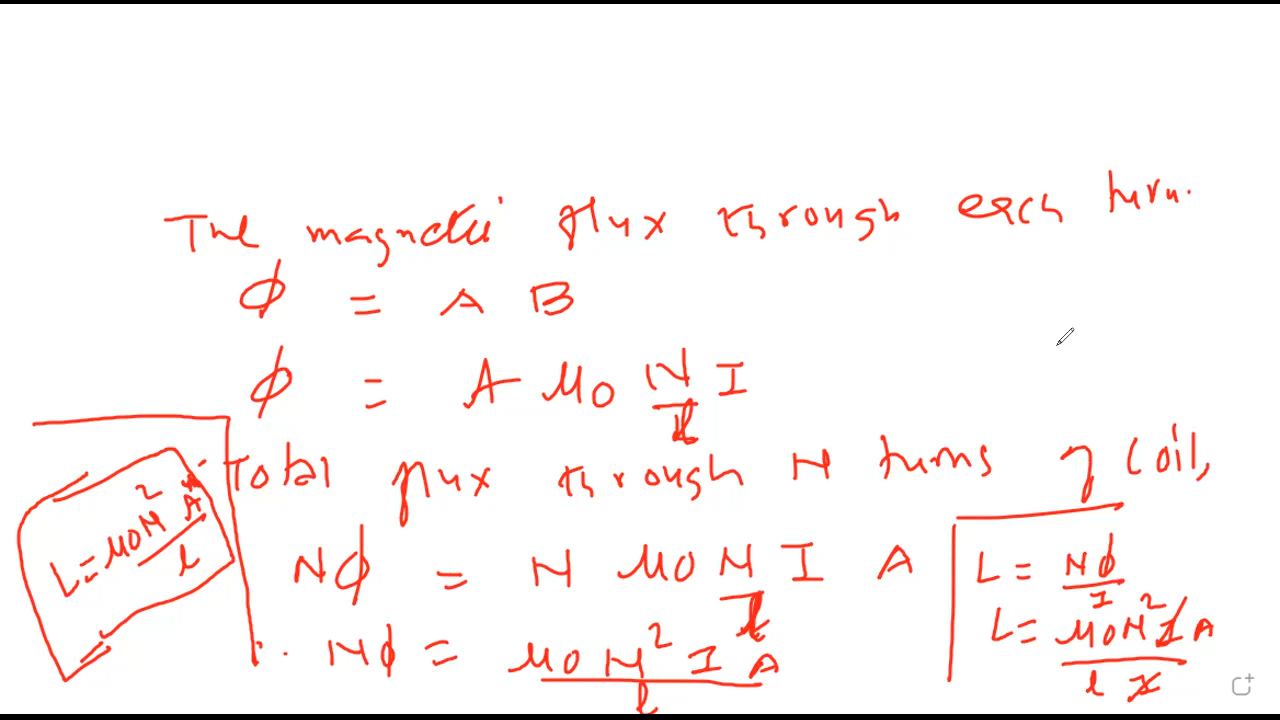 The magnetic flux through each turn.
ϕ = A B
ϕ = A μ0 N/l I
Total flux through N turns of coil,
Nϕ = N μ0 N/l I A
∴ Nϕ = μ0 N² I A / l
L = Nϕ / I
L = μ0 N² I A / l I
L = μ0 N² A / l